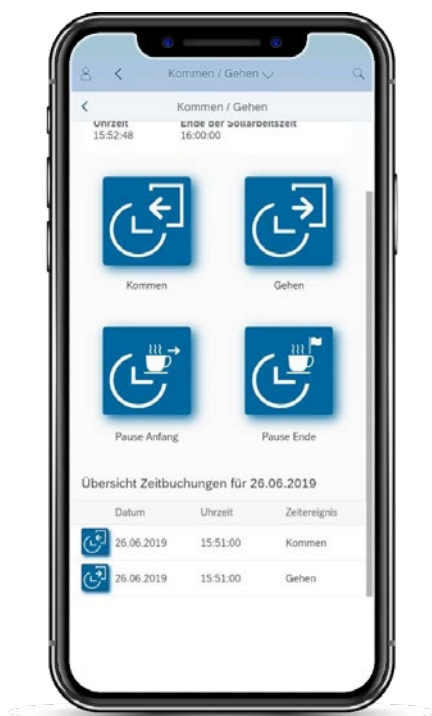 Kommen / Gehen
Kommen / Gehen
Uhrzeit Ende der Sollarbeitszeit
15:52:48 16:00:00
Kommen Gehen
Pause Anfang Pause Ende
Übersicht Zeitbuchungen für 26.06.2019
Datum Uhrzeit Zeitereignis
26.06.2019 15:51:00 Kommen
26.06.2019 15:51:00 Gehen